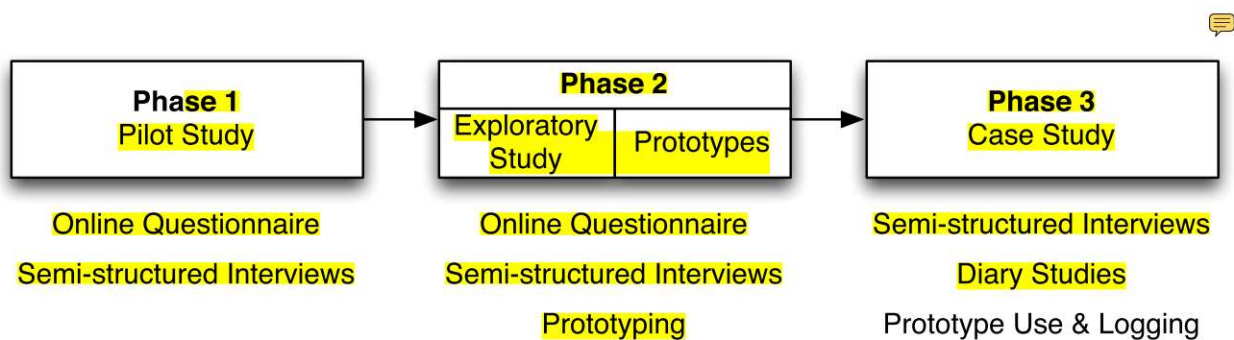 Phase 1
Pilot Study
Online Questionnaire
Semi-structured Interviews
Phase 2
Exploratory
Study
Prototypes
Online Questionnaire
Semi-structured Interviews
Prototyping
Phase 3
Case Study
Semi-structured Interviews
Diary Studies
Prototype Use & Logging